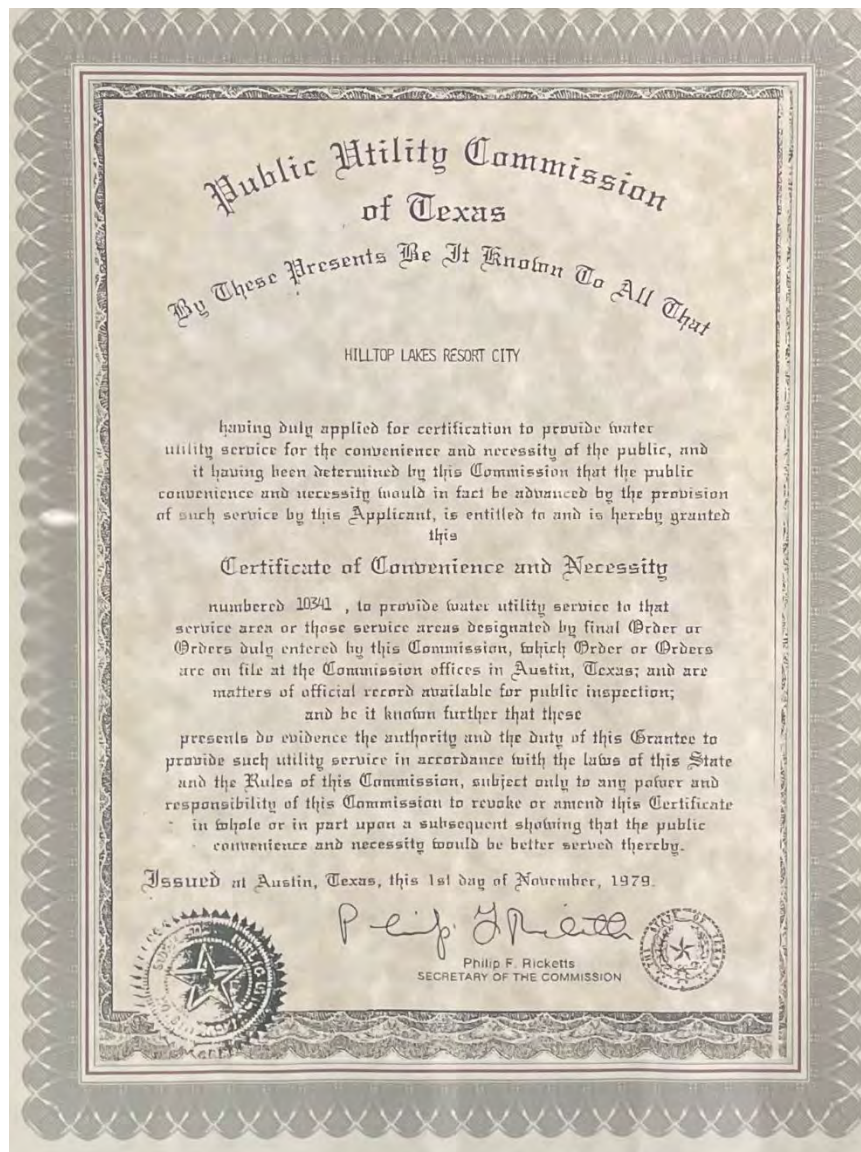 Public Utility Commission
of Texas
By These Presents Be It Known To All That
HILLTOP LAKES RESORT CITY
having duly applied for certification to provide water
utility service for the convenience and necessity of the public, and
it having been determined by this Commission that the public
convenience and necessity would in fact be advanced by the provision
of such service by this Applicant, is entitled to and is hereby granted
this
Certificate of Convenience and Necessity
numbered 10341 , to provide water utility service to that
service area or those service areas designated by final Order or
Orders duly entered by this Commission, which Order or Orders
are on file at the Commission offices in Austin, Texas; and are
matters of official record available for public inspection;
and be it known further that these
presents do evidence the authority and the duty of this Grantee to
provide such utility service in accordance with the laws of this State
and the Rules of this Commission, subject only to any power and
responsibility of this Commission to revoke or amend this Certificate
in whole or in part upon a subsequent showing that the public
convenience and necessity would be better served thereby.
Issued at Austin, Texas, this 1st day of November, 1979.
Philip F. Ricketts
Philip F. Ricketts
SECRETARY OF THE COMMISSION
THE STATE OF TEXAS